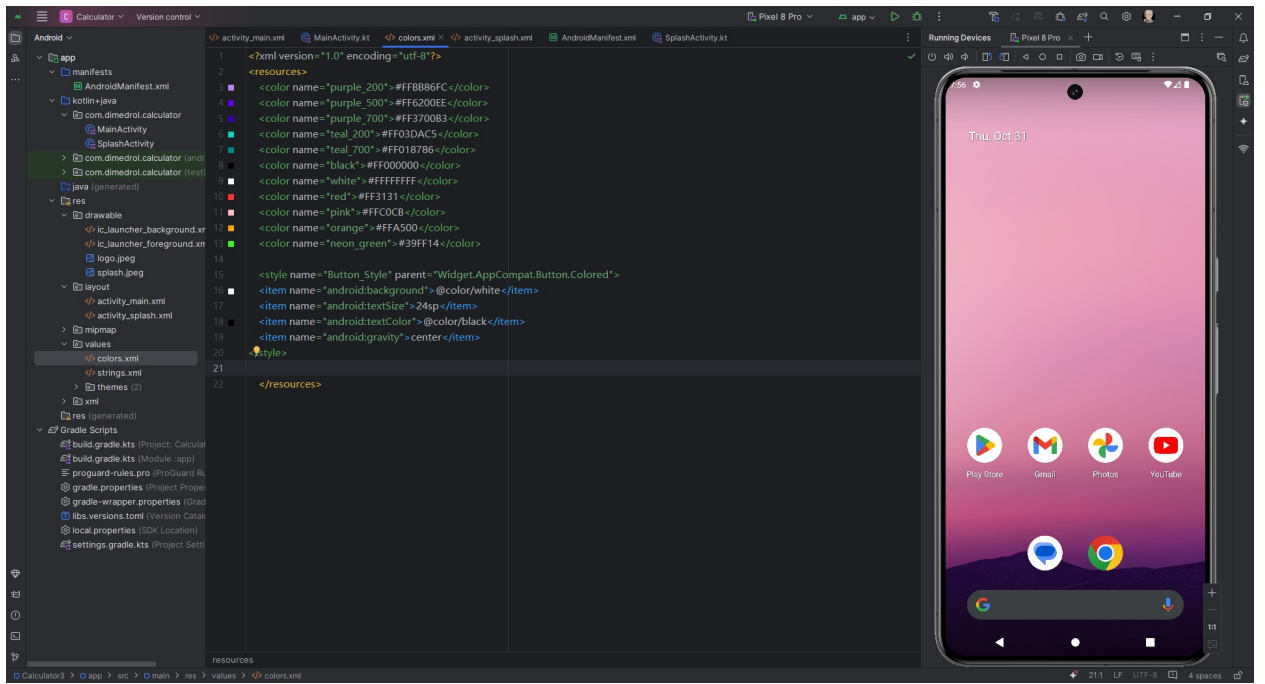 Calculator Version control Pixel 8 Pro app
Android
activity_main.xml MainActivity.kt colors.xml activity_splash.xml AndroidManifest.xml SplashActivity.kt
Running Devices Pixel 8 Pro
app
manifests
AndroidManifest.xml
kotlin+java
com.dimedrol.calculator
MainActivity
SplashActivity
com.dimedrol.calculator (andr
com.dimedrol.calculator (test)
java (generated)
res
drawable
ic_launcher_background.xr
ic_launcher_foreground.xm
logo.jpeg
splash.jpeg
layout
activity_main.xml
activity_splash.xml
mipmap
values
colors.xml
strings.xml
themes (2)
xml
res (generated)
Gradle Scripts
build.gradle.kts (Project: Calculat
build.gradle.kts (Module :app)
proguard-rules.pro (ProGuard Ru
gradle.properties (Project Proper
gradle-wrapper.properties (Grad
libs.versions.toml (Version Catal
local.properties (SDK Location)
settings.gradle.kts (Project Setti
1 <?xml version="1.0" encoding="utf-8"?>
2 <resources>
3 <color name="purple_200">#FFBB86FC</color>
4 <color name="purple_500">#FF6200EE</color>
5 <color name="purple_700">#FF3700B3</color>
6 <color name="teal_200">#FF03DAC5</color>
7 <color name="teal_700">#FF018786</color>
8 <color name="black">#FF000000</color>
9 <color name="white">#FFFFFFFF</color>
10 <color name="red">#FF3131</color>
11 <color name="pink">#FFC0CB</color>
12 <color name="orange">#FFA500</color>
13 <color name="neon_green">#39FF14</color>
14
15 <style name="Button_Style" parent="Widget.AppCompat.Button.Colored">
16 <item name="android:background">@color/white</item>
17 <item name="android:textSize">24sp</item>
18 <item name="android:textColor">@color/black</item>
19 <item name="android:gravity">center</item>
20 </style>
21
22 </resources>
resources
:56
Thu, Oct 31
Play Store Gmail Photos YouTube
1:1
Calculator3 > app > src > main > res > values > colors.xml
21:1 LF UTF-8 4 spaces